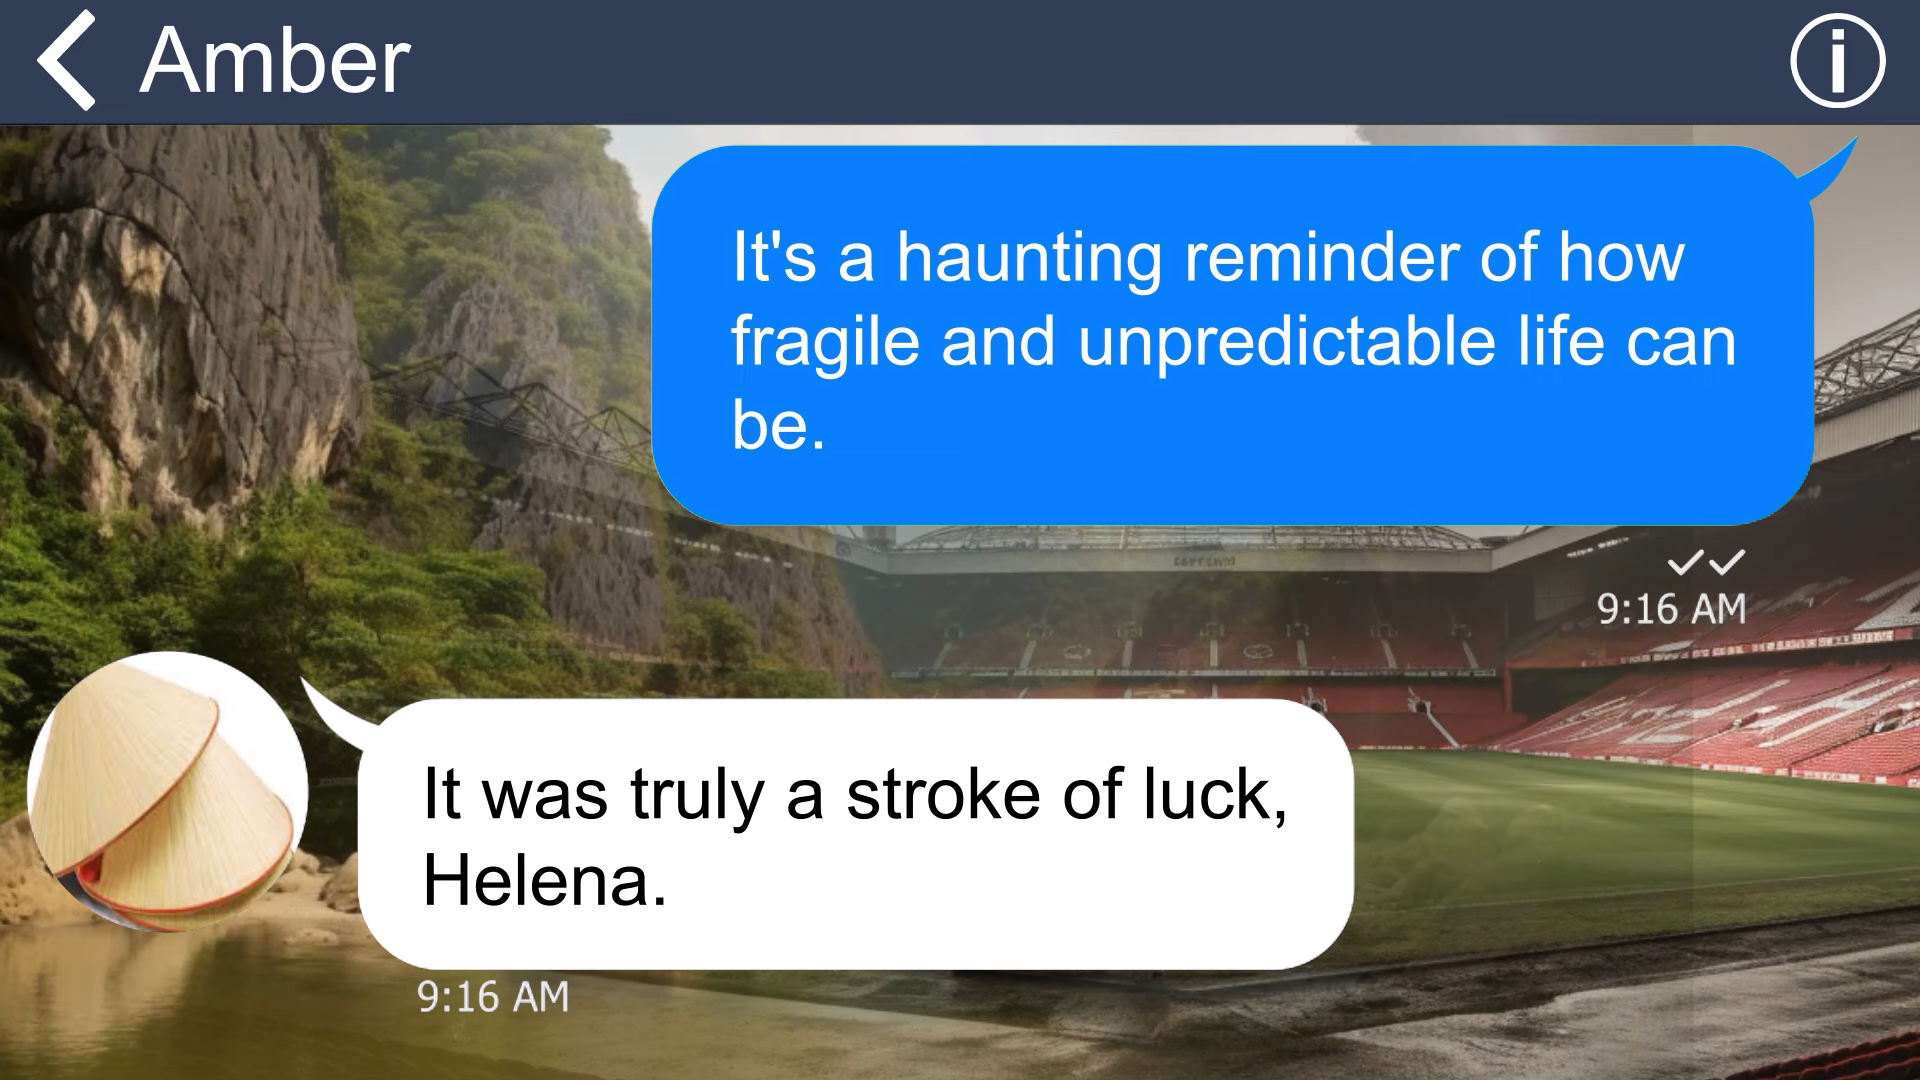 Amber
It's a haunting reminder of how
fragile and unpredictable life can
be.
9:16 AM
It was truly a stroke of luck,
Helena.
9:16 AM